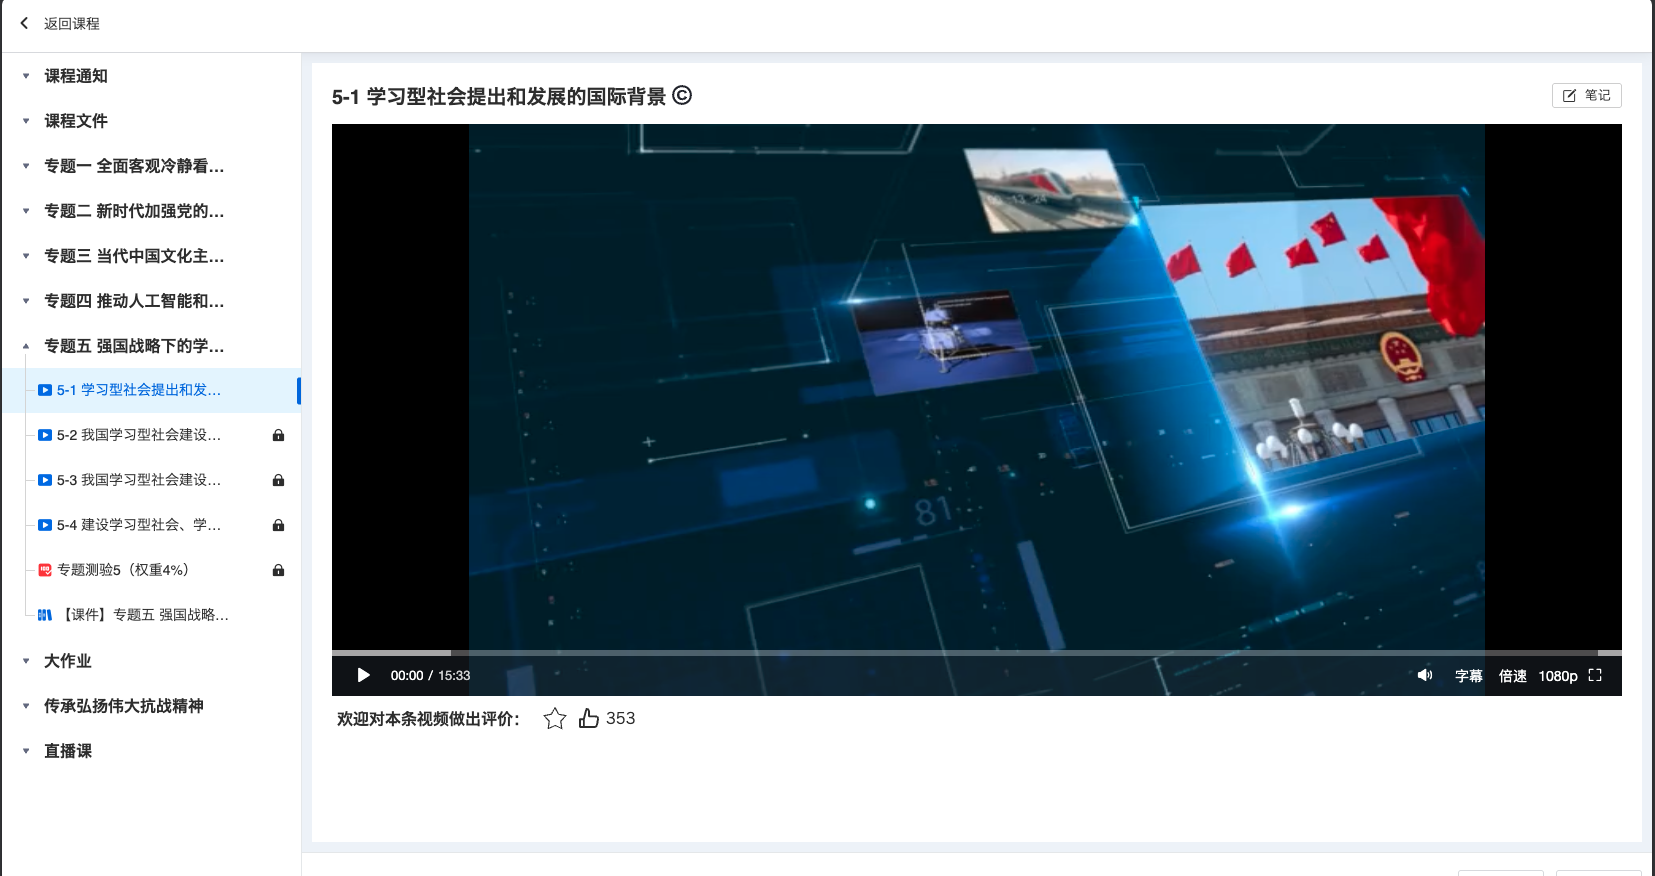 返回课程
课程通知
课程文件
专题一 全面客观冷静看...
专题二 新时代加强党的...
专题三 当代中国文化主...
专题四 推动人工智能和...
专题五 强国战略下的学...
5-1 学习型社会提出和发...
5-2 我国学习型社会建设...
5-3 我国学习型社会建设...
5-4 建设学习型社会、学...
专题测验5（权重4%）
【课件】专题五 强国战略...
大作业
传承弘扬伟大抗战精神
直播课
5-1 学习型社会提出和发展的国际背景 ©
笔记
81
00:00 / 15:33
字幕 倍速 1080p
欢迎对本条视频做出评价： 353